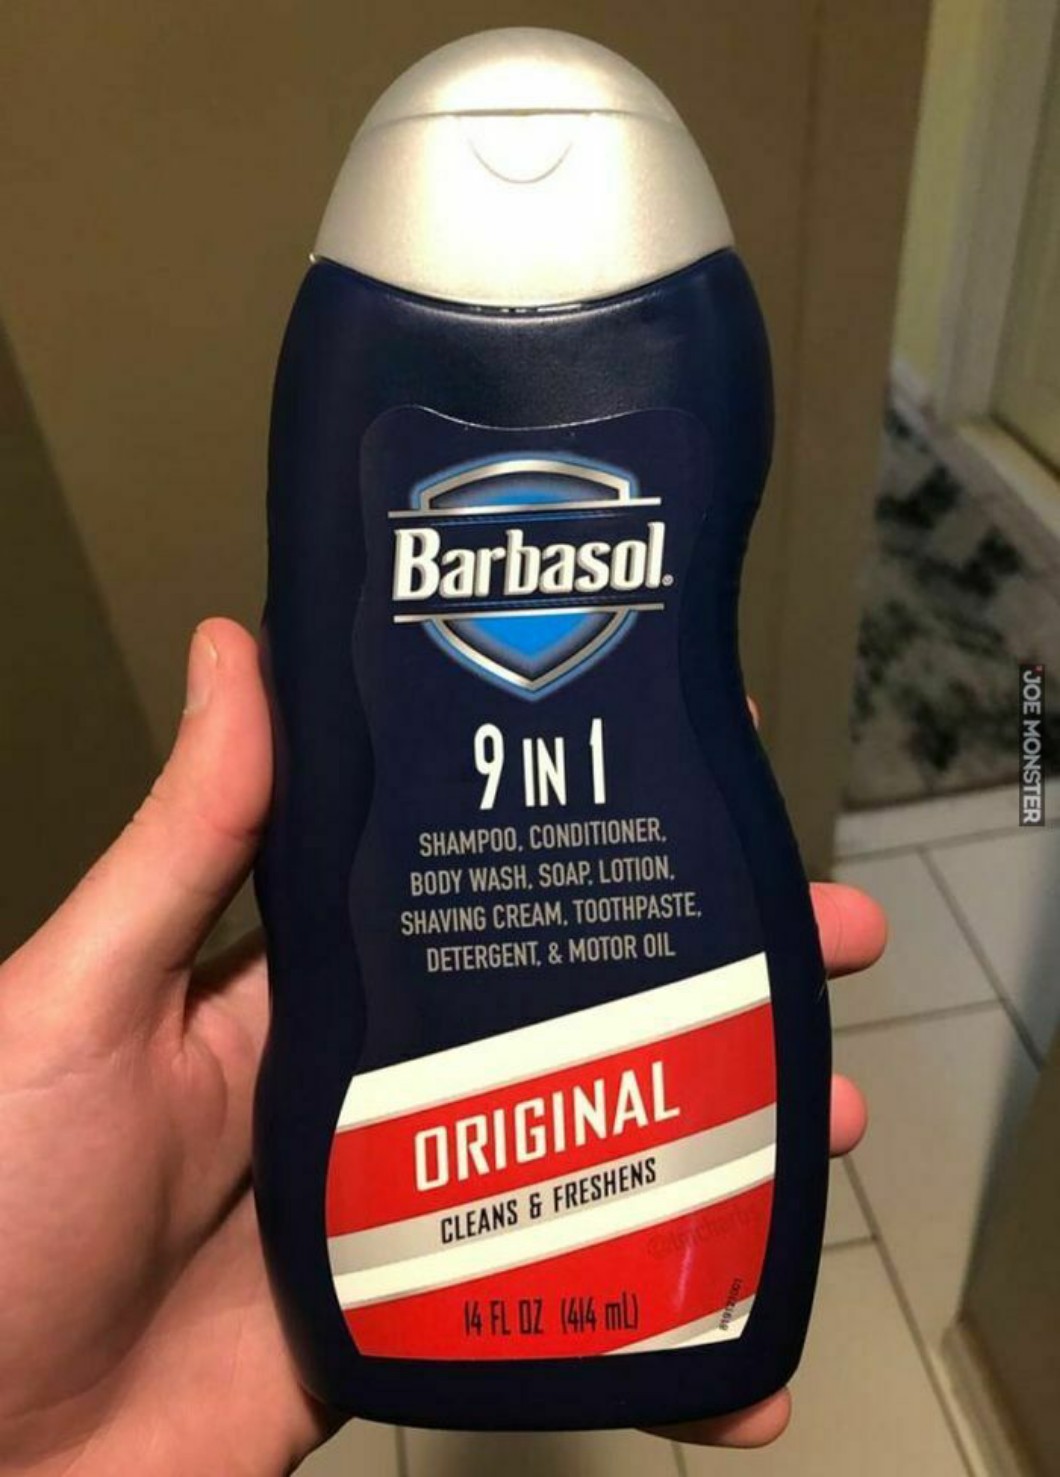 Barbasol®
9 IN 1
SHAMPOO, CONDITIONER,
BODY WASH, SOAP, LOTION,
SHAVING CREAM, TOOTHPASTE,
DETERGENT, & MOTOR OIL
ORIGINAL
CLEANS & FRESHENS
14 FL OZ (414 mL)
JOE MONSTER